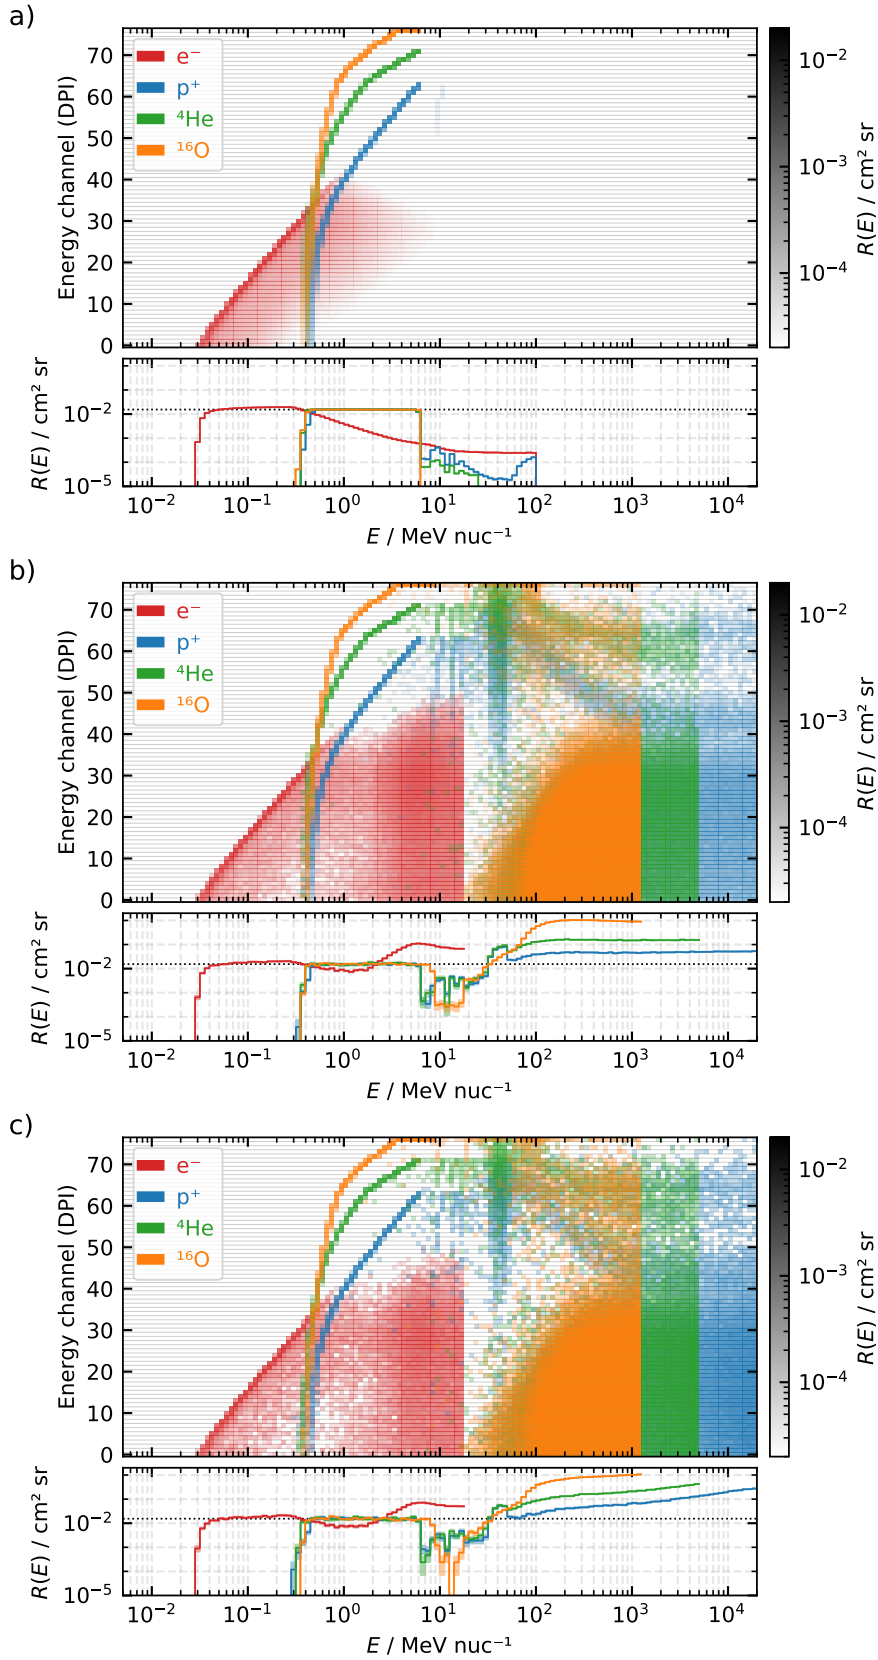 a)
Energy channel (DPI)
70
60
50
40
30
20
10
0
e⁻
p⁺
⁴He
¹⁶O
10⁻²
10⁻³
10⁻⁴
R(E) / cm² sr
R(E) / cm² sr
10⁻²
10⁻⁵
10⁻² 10⁻¹ 10⁰ 10¹ 10² 10³ 10⁴
E / MeV nuc⁻¹
b)
Energy channel (DPI)
70
60
50
40
30
20
10
0
e⁻
p⁺
⁴He
¹⁶O
10⁻²
10⁻³
10⁻⁴
R(E) / cm² sr
R(E) / cm² sr
10⁻²
10⁻⁵
10⁻² 10⁻¹ 10⁰ 10¹ 10² 10³ 10⁴
E / MeV nuc⁻¹
c)
Energy channel (DPI)
70
60
50
40
30
20
10
0
e⁻
p⁺
⁴He
¹⁶O
10⁻²
10⁻³
10⁻⁴
R(E) / cm² sr
R(E) / cm² sr
10⁻²
10⁻⁵
10⁻² 10⁻¹ 10⁰ 10¹ 10² 10³ 10⁴
E / MeV nuc⁻¹